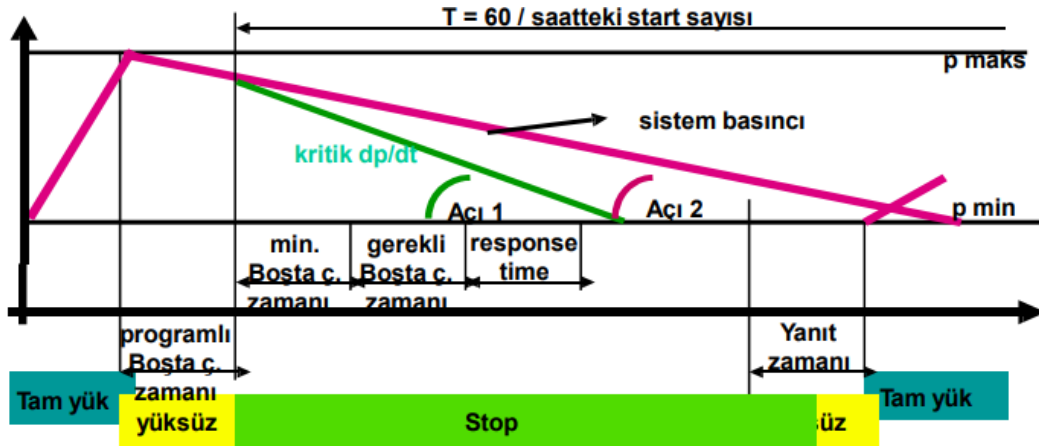 T = 60 / saatteki start sayısı
p maks
sistem basıncı
kritik dp/dt
Açı 1
Açı 2
p min
min.
Boşta ç.
zamanı
gerekli
Boşta ç.
zamanı
response
time
programlı
Boşta ç.
zamanı
Yanıt
zamanı
Tam yük
yüksüz
Stop
üz
Tam yük